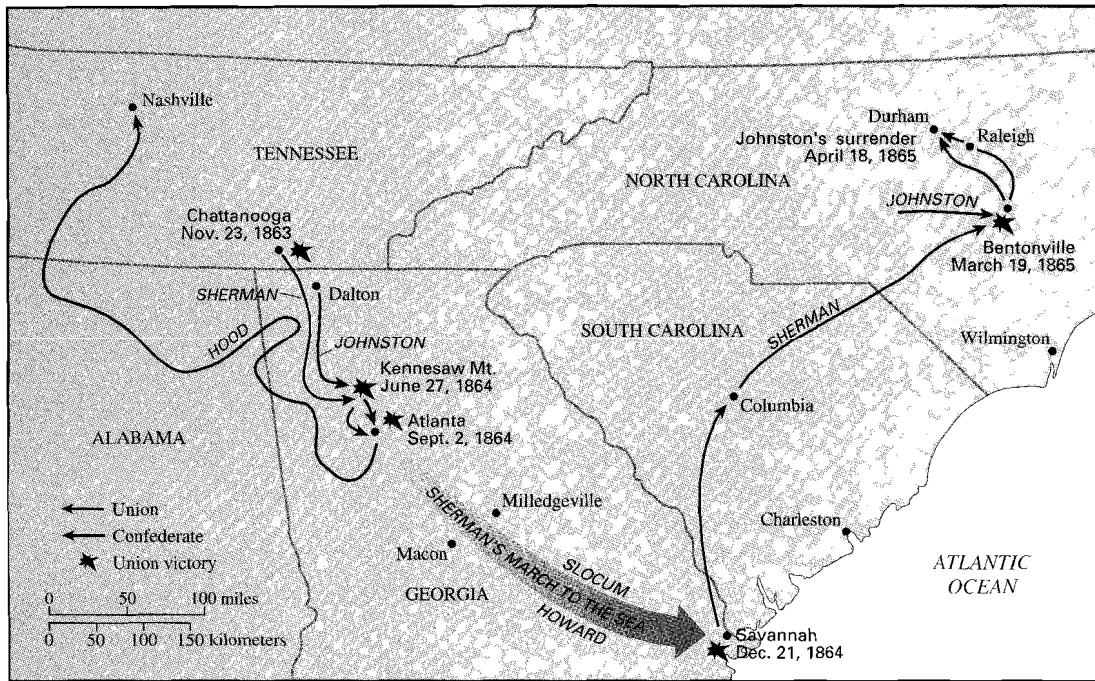 Nashville
TENNESSEE
Chattanooga
Nov. 23, 1863
SHERMAN
Dalton
HOOD
JOHNSTON
Kennesaw Mt.
June 27, 1864
Atlanta
Sept. 2, 1864
ALABAMA
Durham
Johnston's surrender
April 18, 1865
Raleigh
NORTH CAROLINA
JOHNSTON
Bentonville
March 19, 1865
SOUTH CAROLINA
SHERMAN
Wilmington
Columbia
Milledgeville
Macon
Charleston
SLOCUM
SHERMAN'S MARCH TO THE SEA
HOWARD
GEORGIA
ATLANTIC
OCEAN
Savannah
Dec. 21, 1864
Union
Confederate
Union victory
0 50 100 miles
0 50 100 150 kilometers